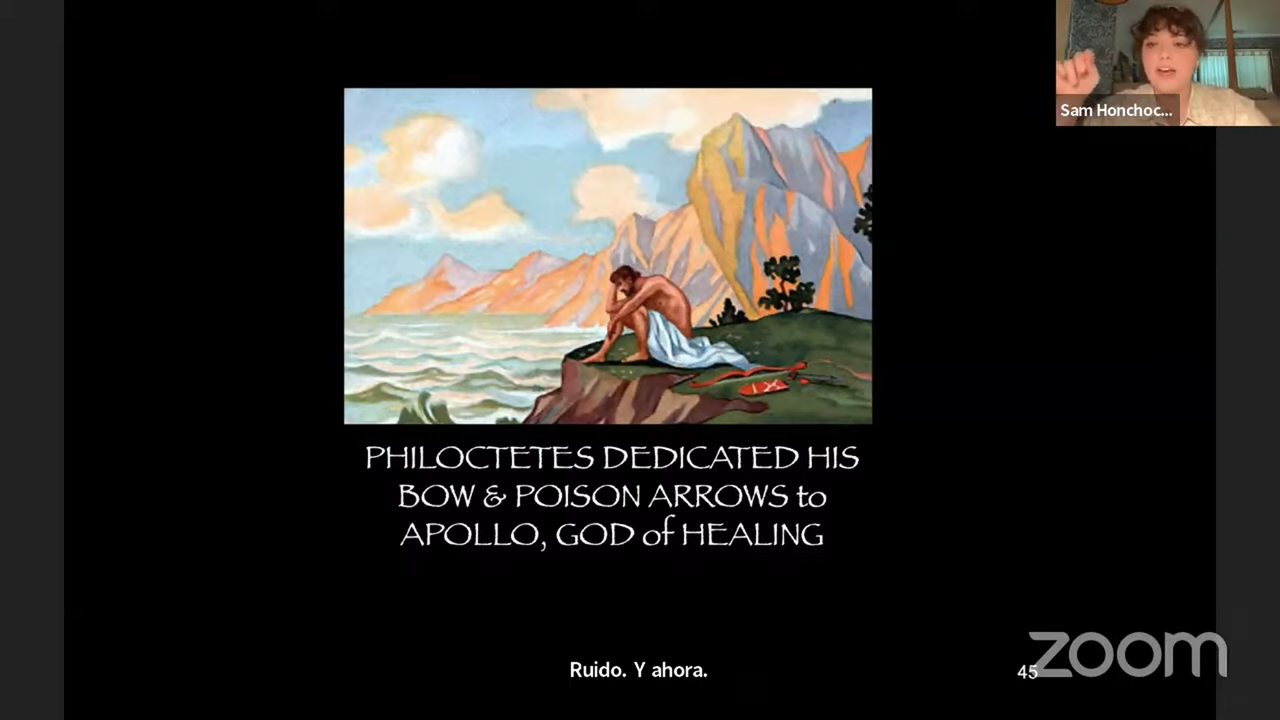 Sam Honchoc...
PHILOCTETES DEDICATED HIS
BOW & POISON ARROWS to
APOLLO, GOD of HEALING
Ruido. Y ahora.
45
zoom